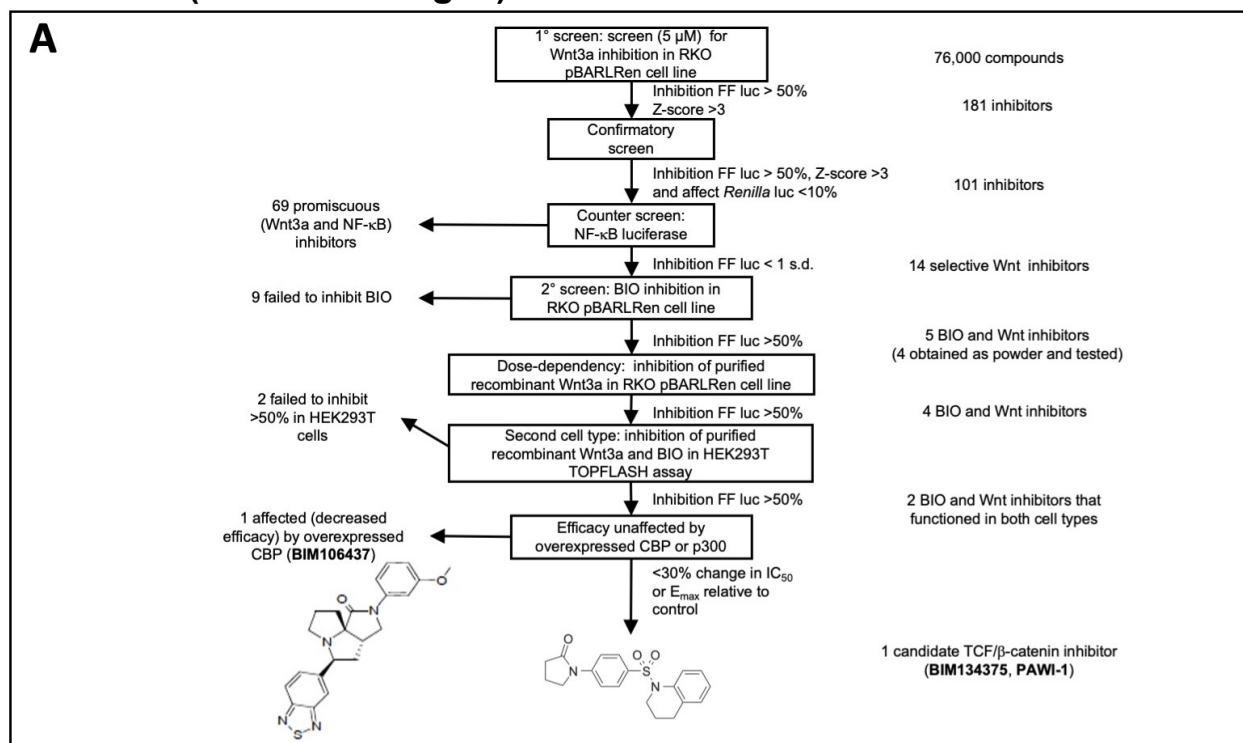 A
1° screen: screen (5 µM) for
Wnt3a inhibition in RKO
pBARLRen cell line
76,000 compounds
Inhibition FF luc > 50%
Z-score >3
181 inhibitors
Confirmatory
screen
Inhibition FF luc > 50%, Z-score >3
and affect Renilla luc <10%
101 inhibitors
69 promiscuous
(Wnt3a and NF-κB)
inhibitors
Counter screen:
NF-κB luciferase
Inhibition FF luc < 1 s.d.
14 selective Wnt inhibitors
9 failed to inhibit BIO
2° screen: BIO inhibition in
RKO pBARLRen cell line
Inhibition FF luc >50%
5 BIO and Wnt inhibitors
(4 obtained as powder and tested)
Dose-dependency: inhibition of purified
recombinant Wnt3a in RKO pBARLRen cell line
2 failed to inhibit
>50% in HEK293T
cells
Inhibition FF luc >50%
4 BIO and Wnt inhibitors
Second cell type: inhibition of purified
recombinant Wnt3a and BIO in HEK293T
TOPFLASH assay
Inhibition FF luc >50%
2 BIO and Wnt inhibitors that
functioned in both cell types
1 affected (decreased
efficacy) by overexpressed
CBP (BIM106437)
Efficacy unaffected by
overexpressed CBP or p300
<30% change in IC50
or Emax relative to
control
O
N
O
N
N
S
N
O
N
O O
S
N
1 candidate TCF/β-catenin inhibitor
(BIM134375, PAWI-1)